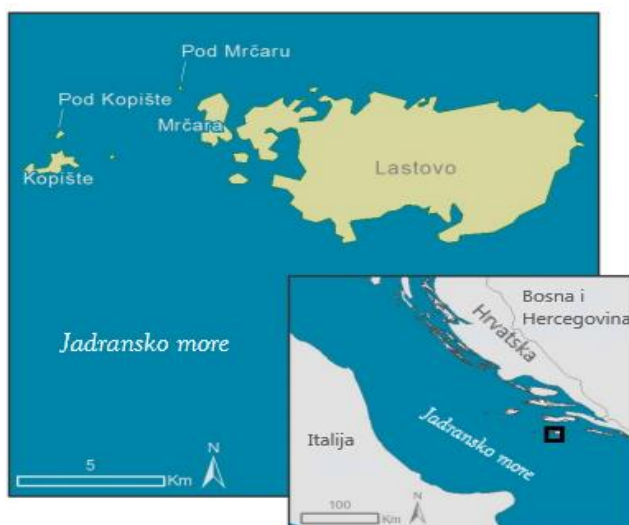 Pod Mrčaru
Pod Kopište
Mrčara
Kopište
Lastovo
Jadransko more
5
Km
N
Bosna i
Hercegovina
Hrvatska
Jadransko more
Italija
100
Km
N